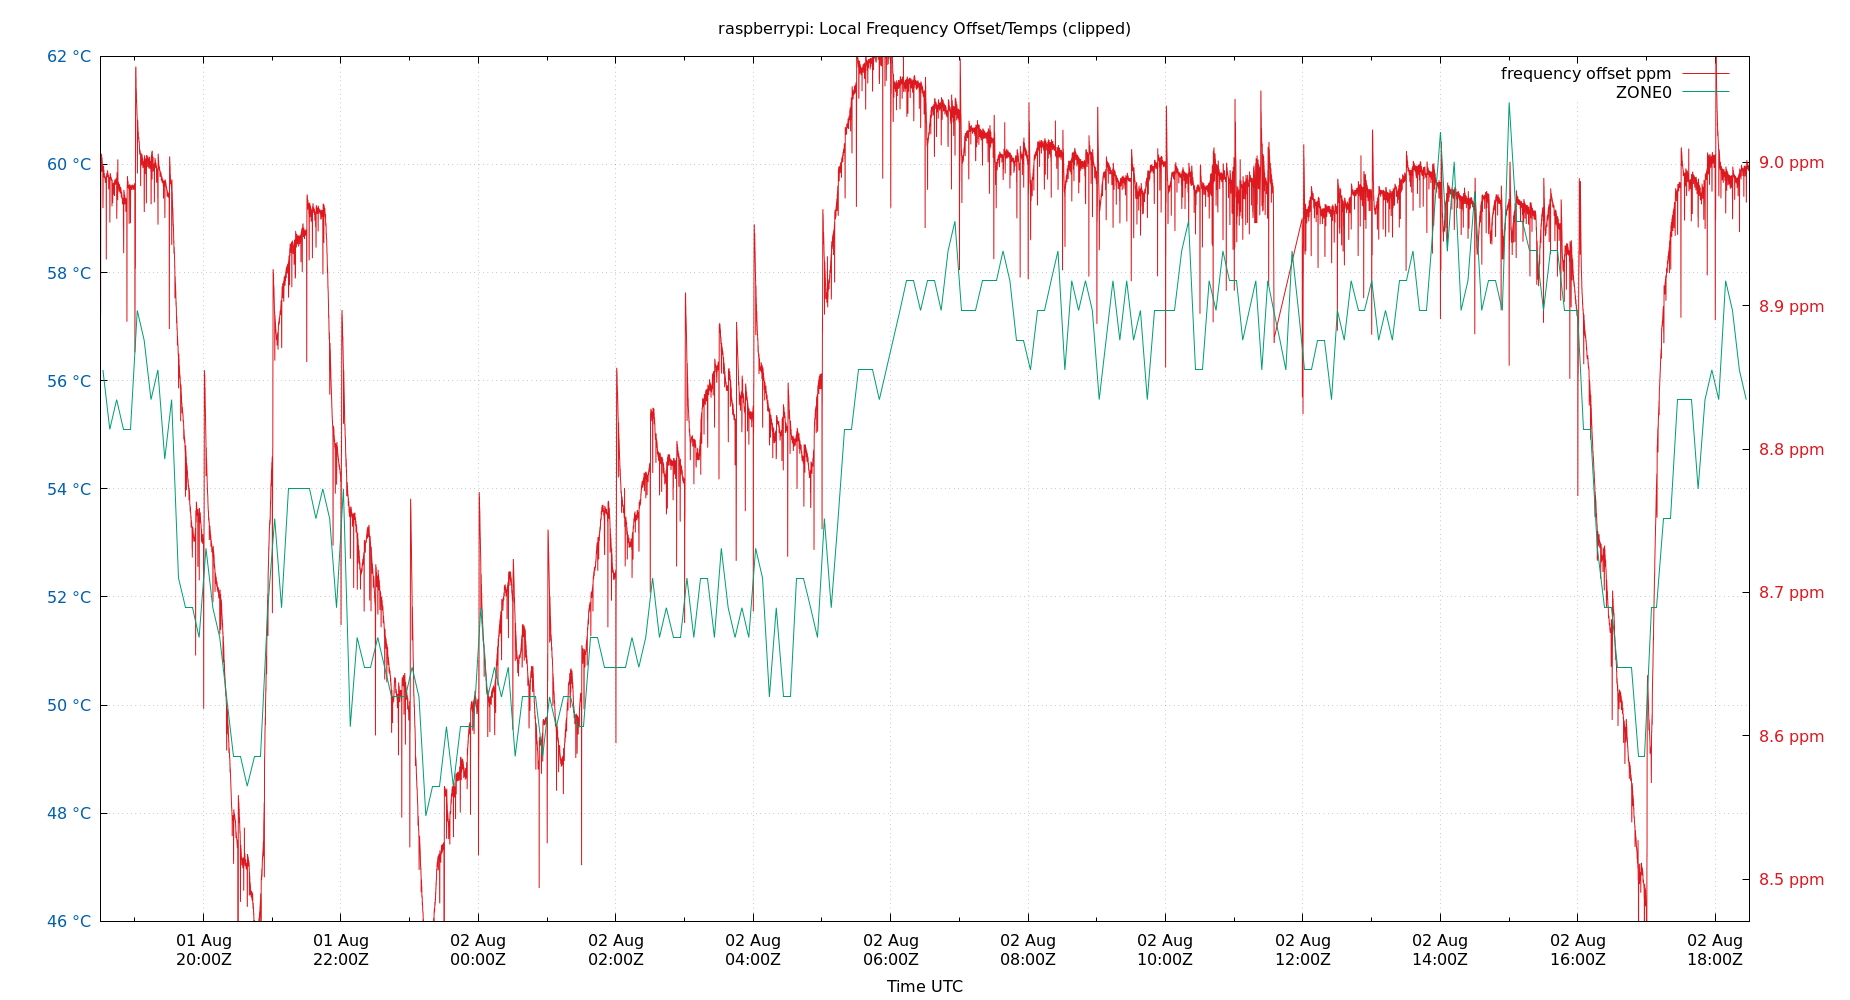 raspberrypi: Local Frequency Offset/Temps (clipped)
62 °C
60 °C
58 °C
56 °C
54 °C
52 °C
50 °C
48 °C
46 °C
frequency offset ppm
ZONE0
9.0 ppm
8.9 ppm
8.8 ppm
8.7 ppm
8.6 ppm
8.5 ppm
01 Aug 01 Aug 02 Aug 02 Aug 02 Aug 02 Aug 02 Aug 02 Aug 02 Aug 02 Aug 02 Aug 02 Aug
20:00Z 22:00Z 00:00Z 02:00Z 04:00Z 06:00Z 08:00Z 10:00Z 12:00Z 14:00Z 16:00Z 18:00Z
Time UTC